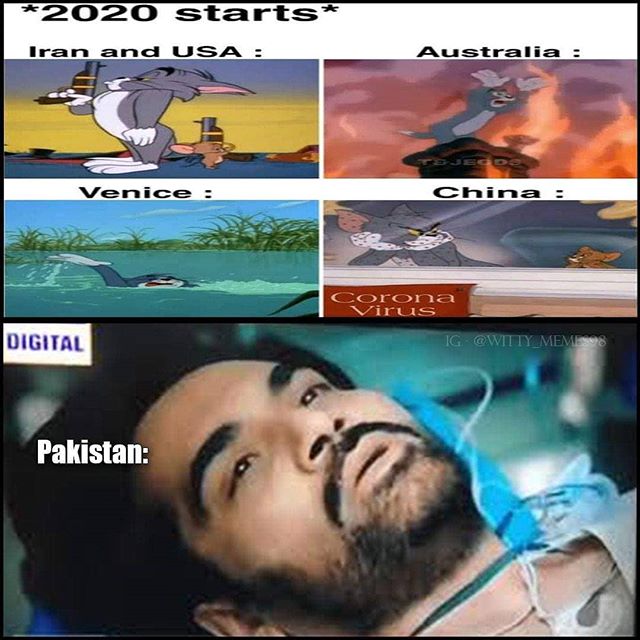 *2020 starts*
Iran and USA :
Australia :
Venice :
China :
Corona
Virus
DIGITAL
IG - @WITTY_MEMES98
Pakistan: